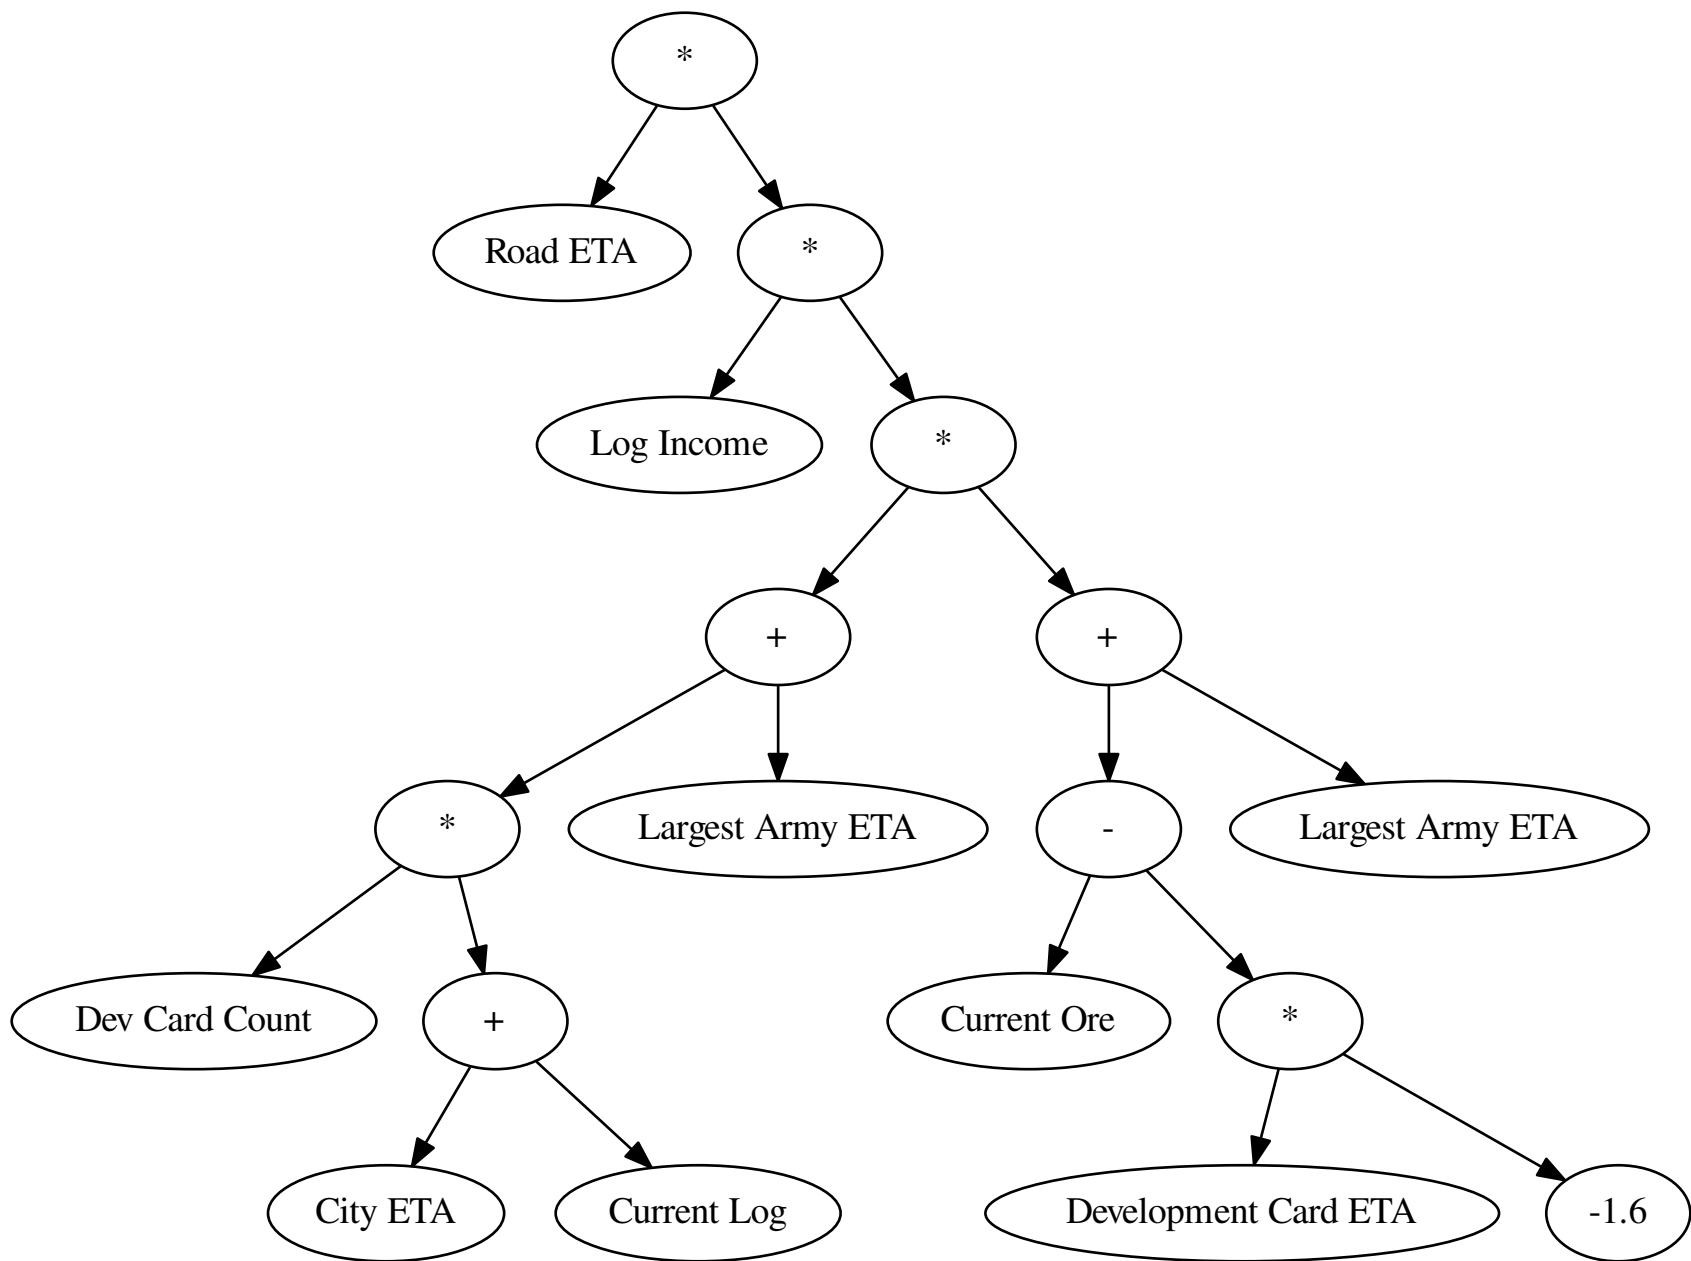 *
Road ETA
*
Log Income
*
+
+
*
Largest Army ETA
-
Largest Army ETA
Dev Card Count
+
Current Ore
*
City ETA
Current Log
Development Card ETA
-1.6